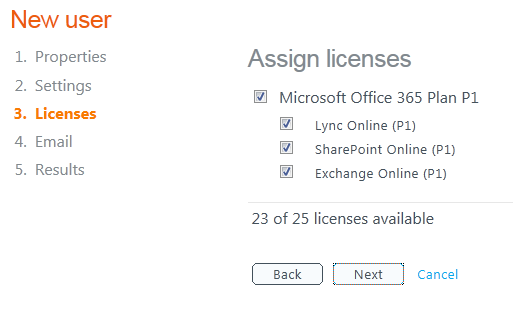 New user
1. Properties
2. Settings
3. Licenses
4. Email
5. Results
Assign licenses
Microsoft Office 365 Plan P1
Lync Online (P1)
SharePoint Online (P1)
Exchange Online (P1)
23 of 25 licenses available
Back Next Cancel